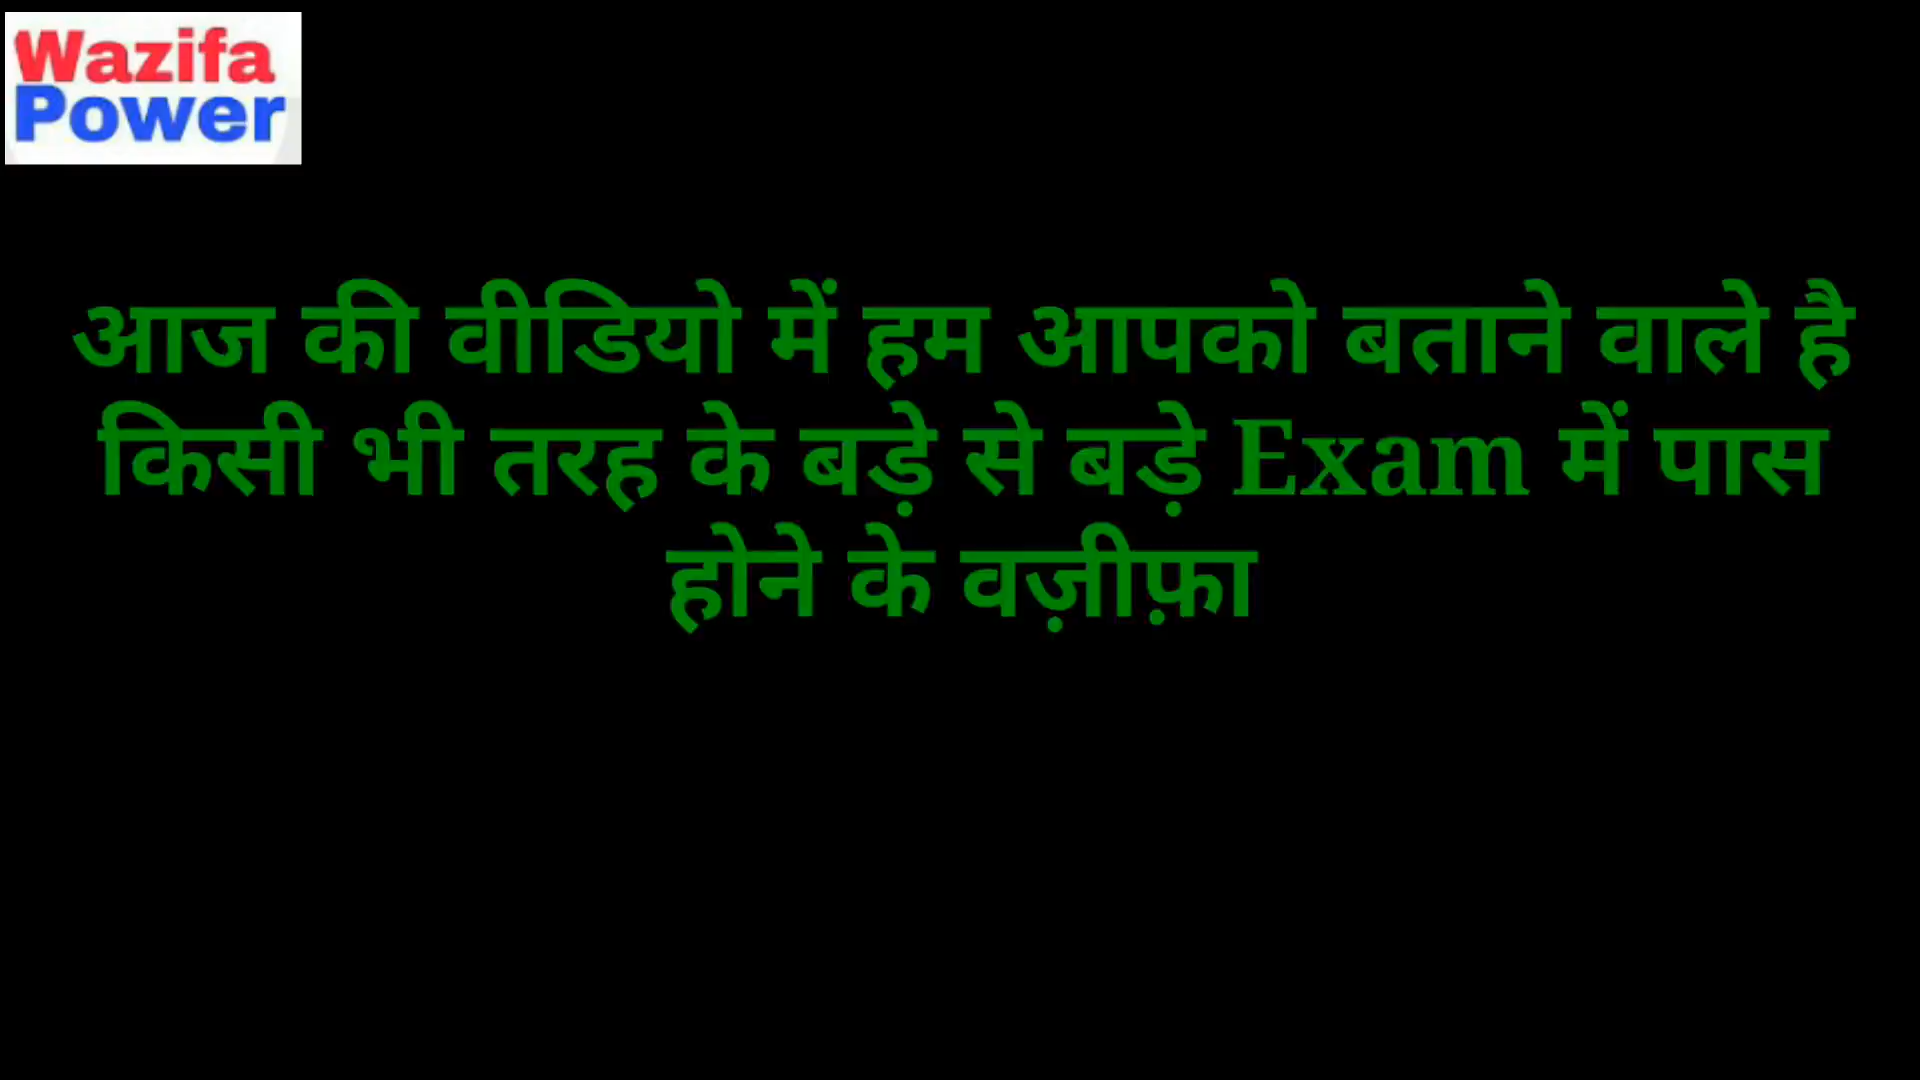 Wazifa
Power
आज की वीडियो में हम आपको बताने वाले है
किसी भी तरह के बड़े से बड़े Exam में पास
होने के वज़ीफ़ा